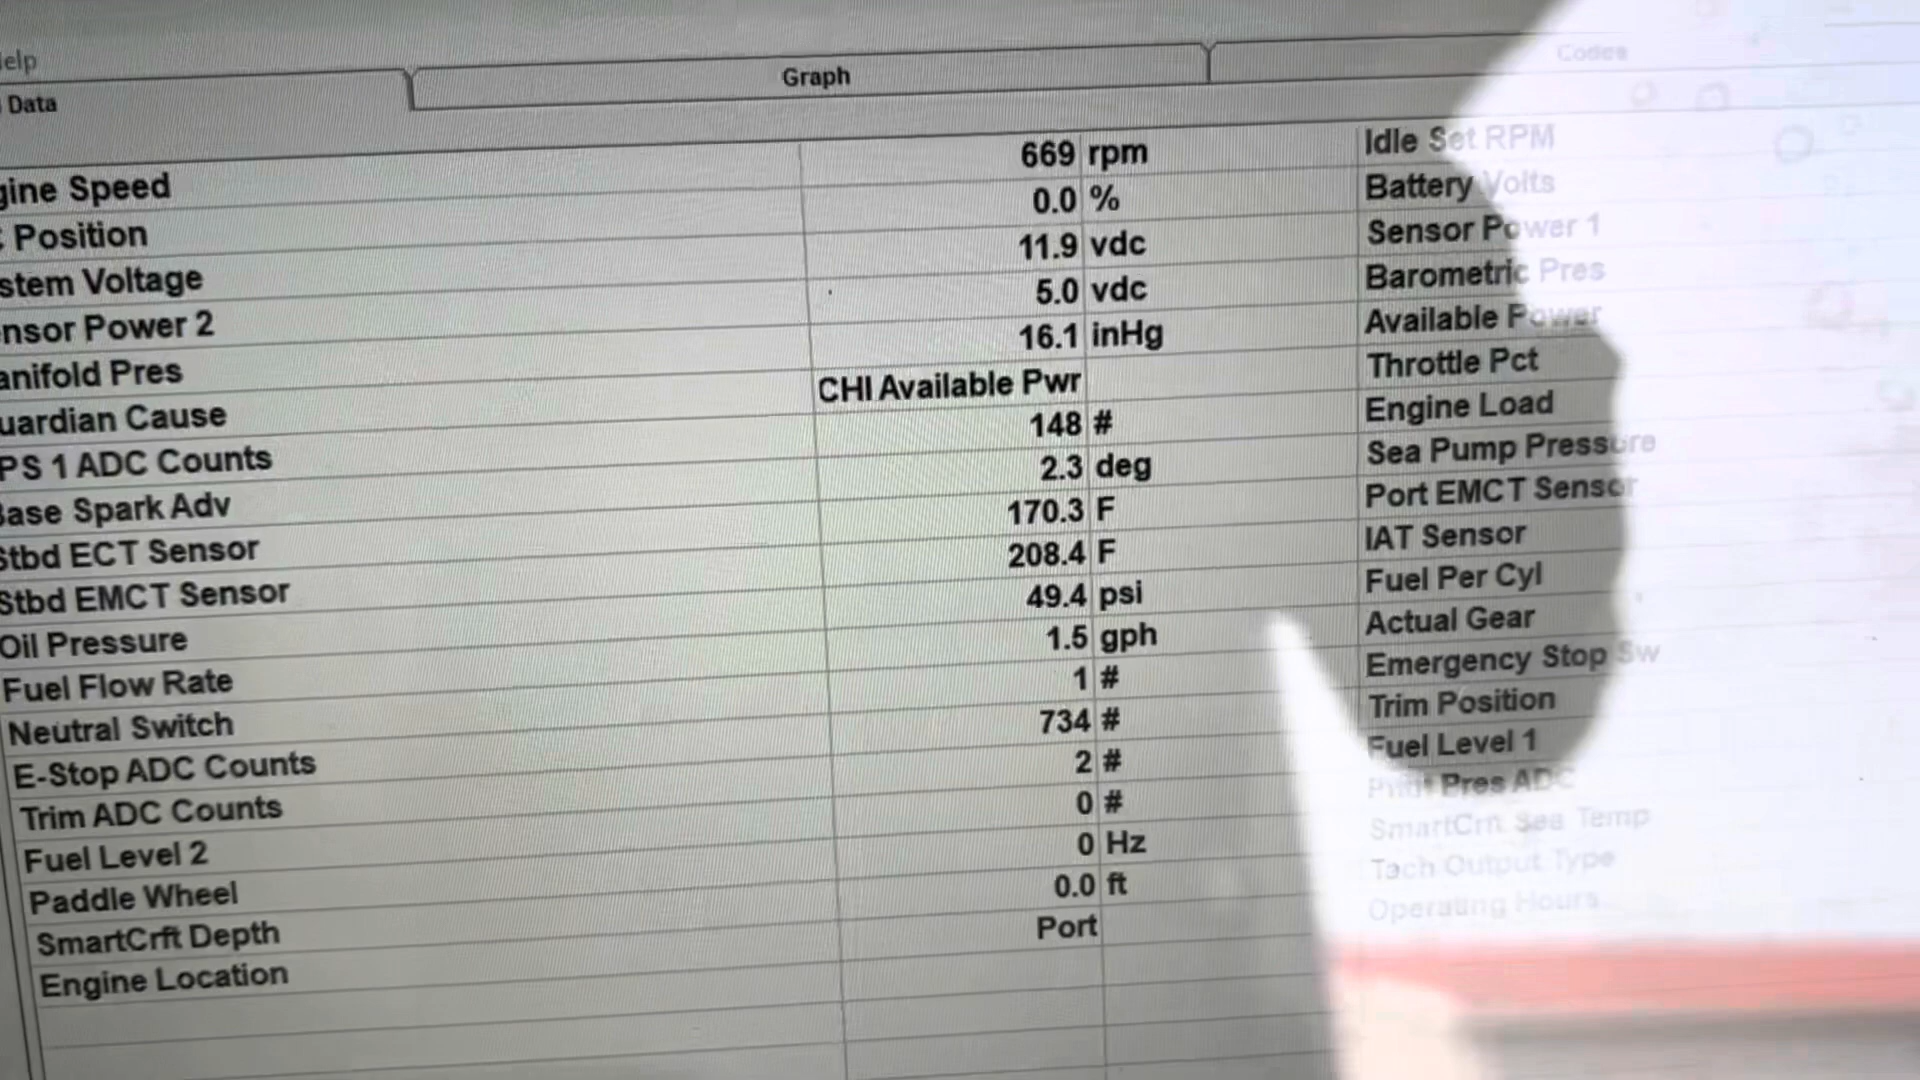 elp
Data
Graph
Codes
gine Speed
669 rpm
Idle Set RPM
Position
0.0 %
Battery Volts
stem Voltage
11.9 vdc
Sensor Power 1
nsor Power 2
5.0 vdc
Barometric Pres
anifold Pres
16.1 inHg
Available Power
uardian Cause
CHI Available Pwr
Throttle Pct
PS 1 ADC Counts
148 #
Engine Load
Base Spark Adv
2.3 deg
Sea Pump Pressure
Stbd ECT Sensor
170.3 F
Port EMCT Sensor
Stbd EMCT Sensor
208.4 F
IAT Sensor
Oil Pressure
49.4 psi
Fuel Per Cyl
Fuel Flow Rate
1.5 gph
Actual Gear
Neutral Switch
1 #
Emergency Stop Sw
E-Stop ADC Counts
734 #
Trim Position
Trim ADC Counts
2 #
Fuel Level 1
Fuel Level 2
0 #
Pres ADC
Paddle Wheel
0 Hz
SmartCrft Sea Temp
SmartCrft Depth
0.0 ft
Tach Output Type
Engine Location
Port
Operating Hours